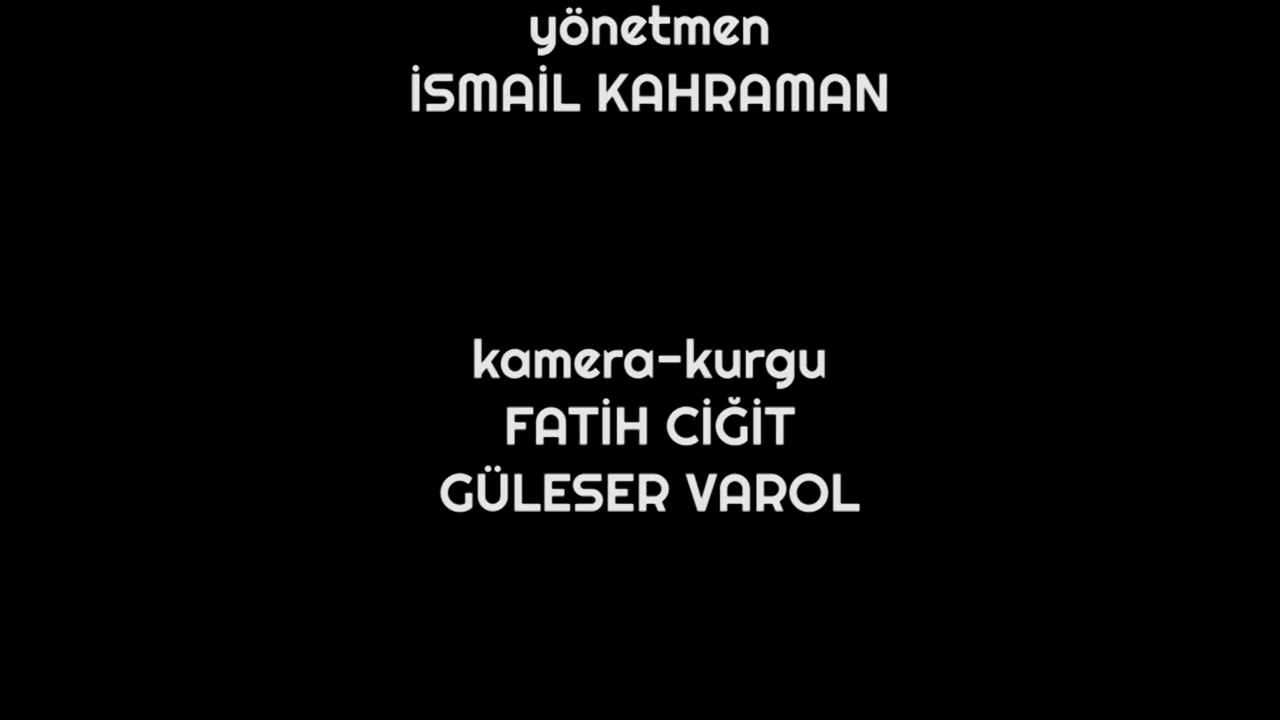 yönetmen
İSMAİL KAHRAMAN
kamera-kurgu
FATİH CİĞİT
GÜLESER VAROL